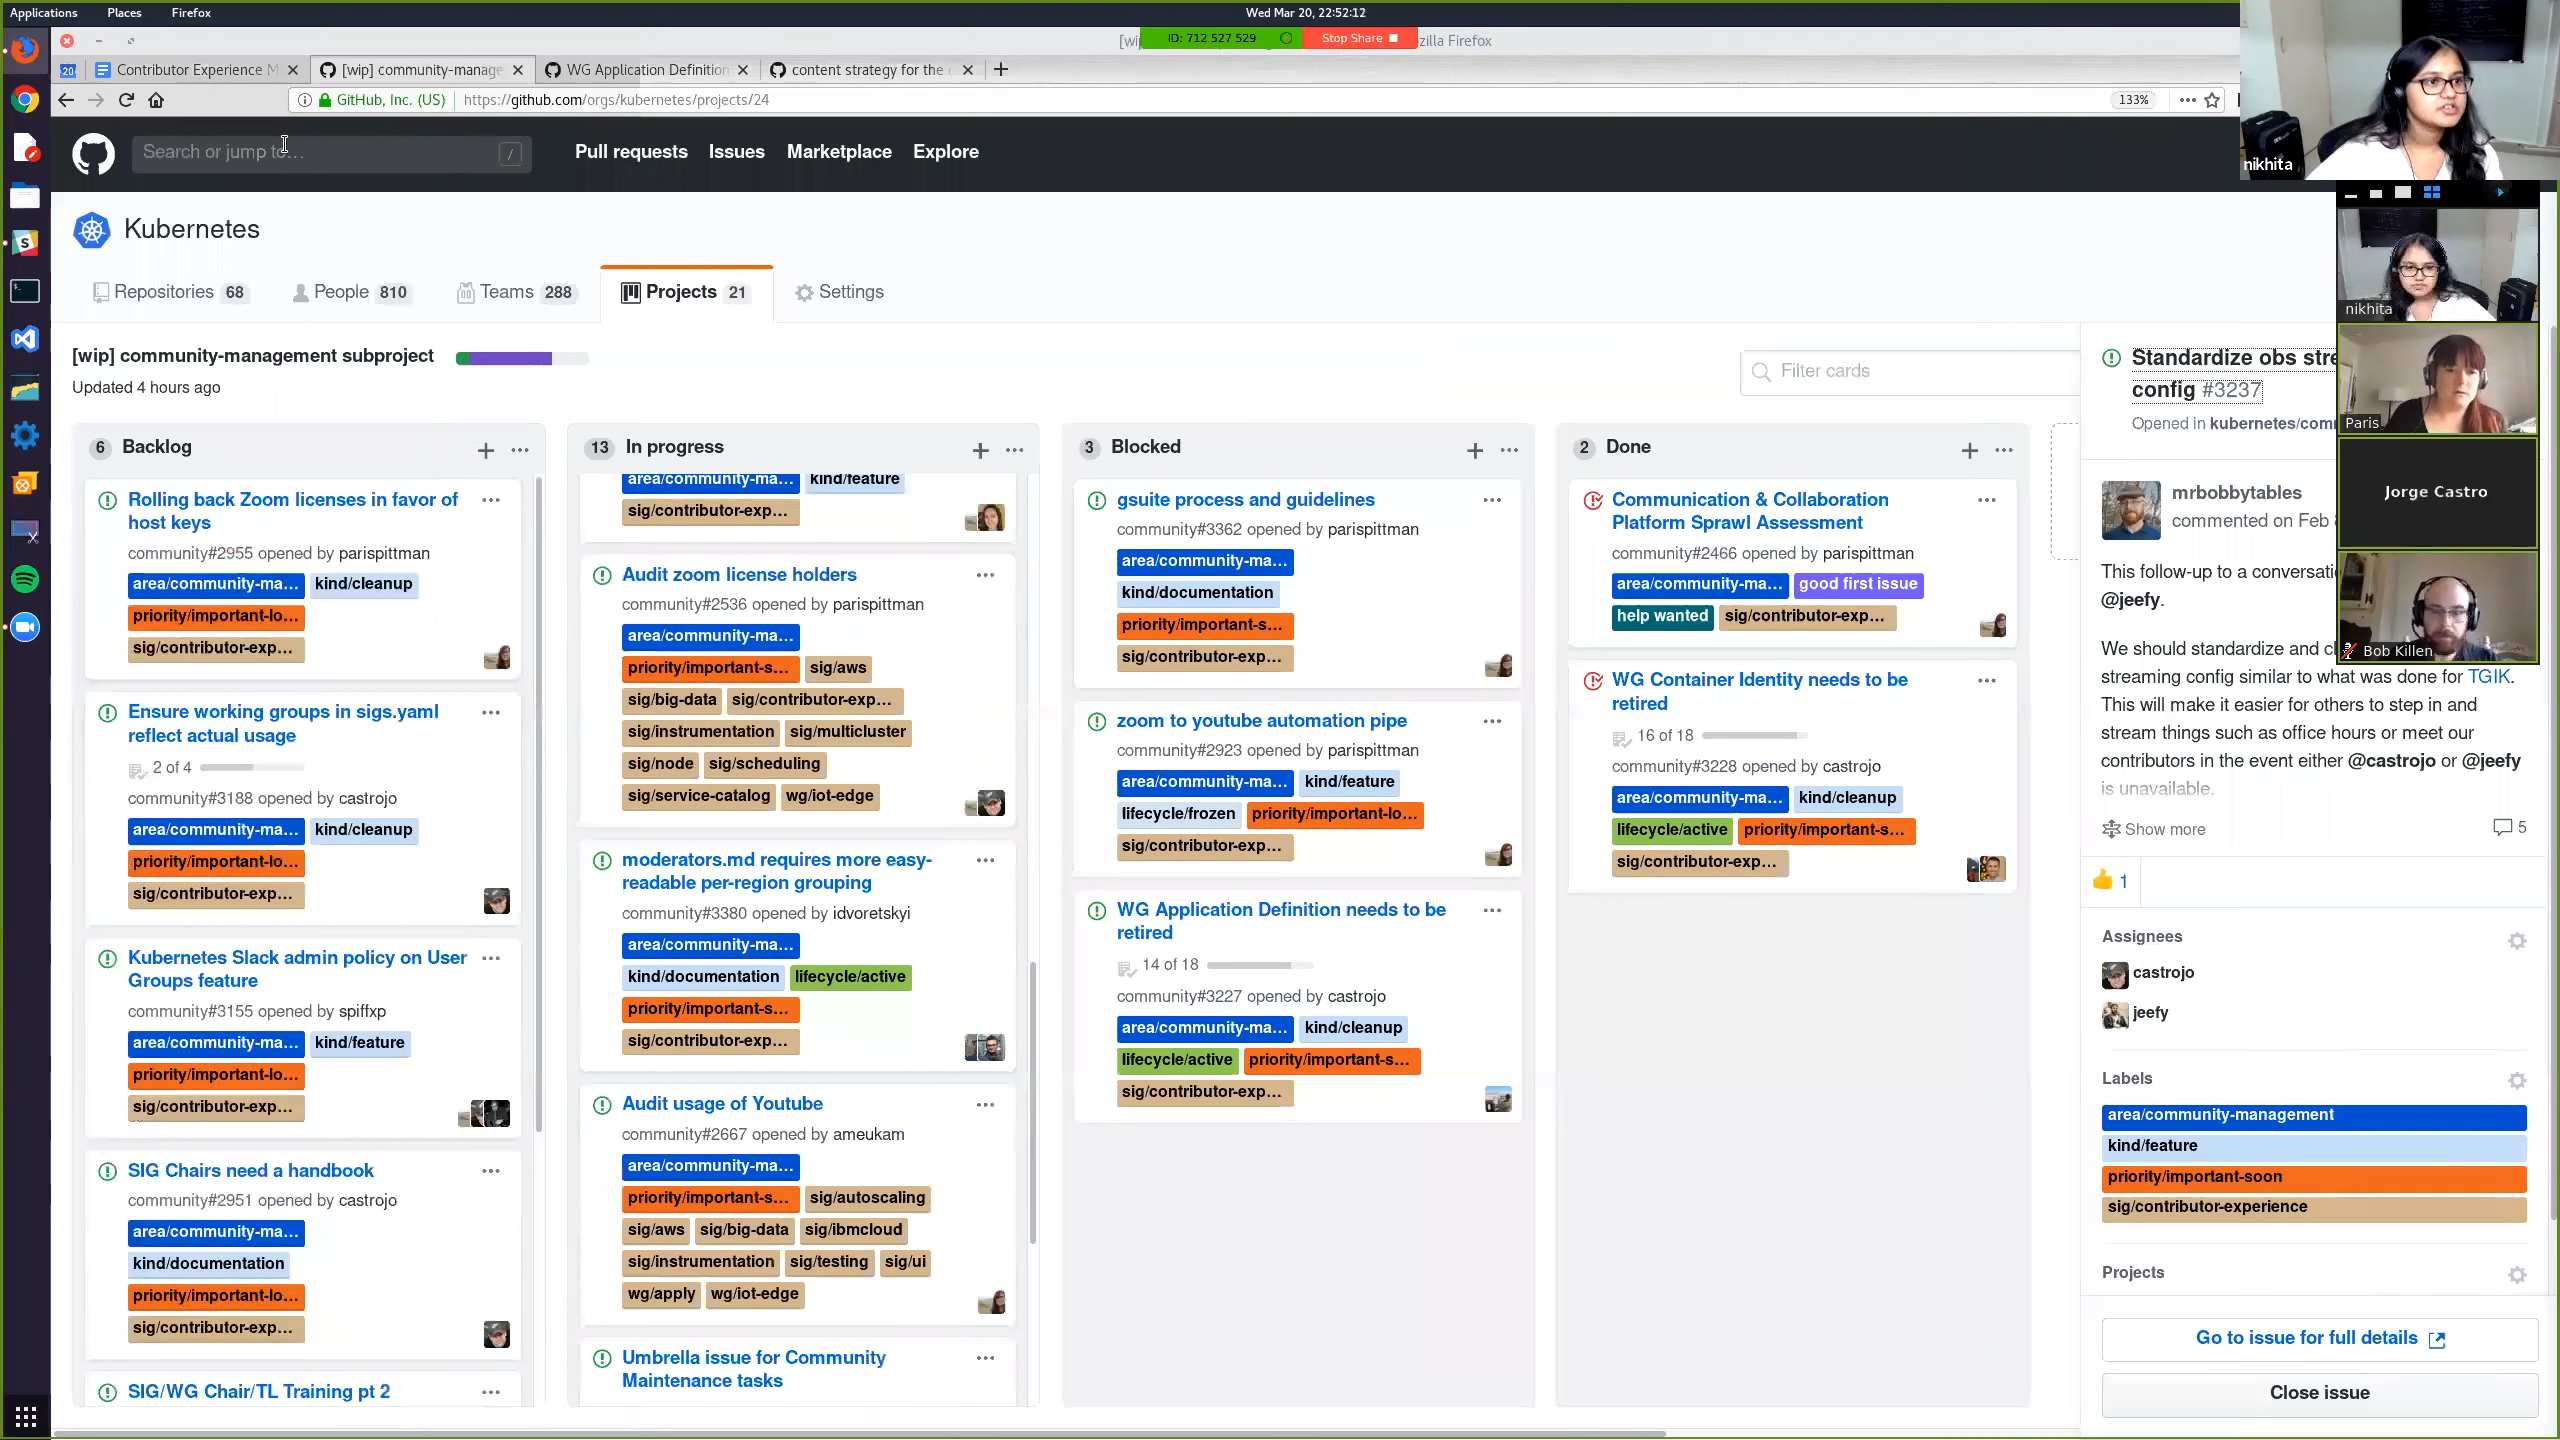 Applications Places Firefox
Wed Mar 20, 22:52:12
ID: 712 527 529 Stop Share
zilla Firefox
Contributor Experience M
[wip] community-manage
WG Application Definition
content strategy for the
GitHub, Inc. (US) https://github.com/orgs/kubernetes/projects/24
133%
Search or jump to... /
Pull requests Issues Marketplace Explore
nikhita
Kubernetes
Repositories 68 People 810 Teams 288 Projects 21 Settings
nikhita
Paris
Jorge Castro
Bob Killen
[wip] community-management subproject
Updated 4 hours ago
Filter cards
6 Backlog
Rolling back Zoom licenses in favor of
host keys
community#2955 opened by parispittman
area/community-ma... kind/cleanup
priority/important-lo...
sig/contributor-exp...
Ensure working groups in sigs.yaml
reflect actual usage
2 of 4
community#3188 opened by castrojo
area/community-ma... kind/cleanup
priority/important-lo...
sig/contributor-exp...
Kubernetes Slack admin policy on User
Groups feature
community#3155 opened by spiffxp
area/community-ma... kind/feature
priority/important-lo...
sig/contributor-exp...
SIG Chairs need a handbook
community#2951 opened by castrojo
area/community-ma...
kind/documentation
priority/important-lo...
sig/contributor-exp...
SIG/WG Chair/TL Training pt 2
13 In progress
area/community-ma... kind/feature
sig/contributor-exp...
Audit zoom license holders
community#2536 opened by parispittman
area/community-ma...
priority/important-s... sig/aws
sig/big-data sig/contributor-exp...
sig/instrumentation sig/multicluster
sig/node sig/scheduling
sig/service-catalog wg/iot-edge
moderators.md requires more easy-
readable per-region grouping
community#3380 opened by idvoretskyi
area/community-ma...
kind/documentation lifecycle/active
priority/important-s...
sig/contributor-exp...
Audit usage of Youtube
community#2667 opened by ameukam
area/community-ma...
priority/important-s... sig/autoscaling
sig/aws sig/big-data sig/ibmcloud
sig/instrumentation sig/testing sig/ui
wg/apply wg/iot-edge
Umbrella issue for Community
Maintenance tasks
3 Blocked
gsuite process and guidelines
community#3362 opened by parispittman
area/community-ma...
kind/documentation
priority/important-s...
sig/contributor-exp...
zoom to youtube automation pipe
community#2923 opened by parispittman
area/community-ma... kind/feature
lifecycle/frozen priority/important-lo...
sig/contributor-exp...
WG Application Definition needs to be
retired
14 of 18
community#3227 opened by castrojo
area/community-ma... kind/cleanup
lifecycle/active priority/important-s...
sig/contributor-exp...
2 Done
Communication & Collaboration
Platform Sprawl Assessment
community#2466 opened by parispittman
area/community-ma... good first issue
help wanted sig/contributor-exp...
WG Container Identity needs to be
retired
16 of 18
community#3228 opened by castrojo
area/community-ma... kind/cleanup
lifecycle/active priority/important-s...
sig/contributor-exp...
Standardize obs stre
config #3237
Opened in kubernetes/com
mrbobbytables
commented on Feb
This follow-up to a conversati
@jeefy.
We should standardize and cl
streaming config similar to what was done for TGIK.
This will make it easier for others to step in and
stream things such as office hours or meet our
contributors in the event either @castrojo or @jeefy
is unavailable.
Show more 5
1
Assignees
castrojo
jeefy
Labels
area/community-management
kind/feature
priority/important-soon
sig/contributor-experience
Projects
Go to issue for full details
Close issue